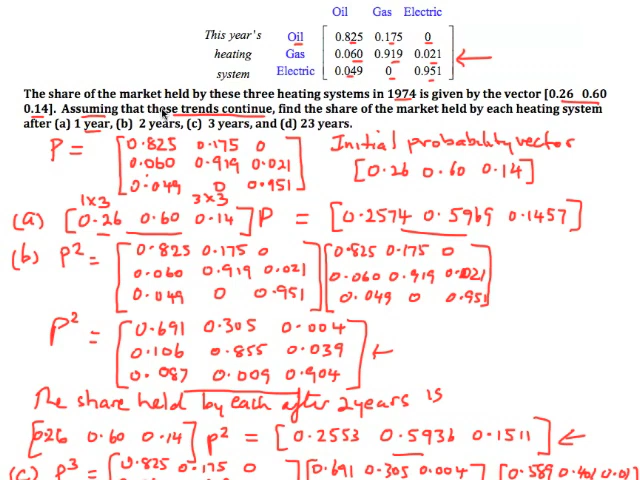 Oil Gas Electric
This year's Oil 0.825 0.175 0
heating Gas 0.060 0.919 0.021
system Electric 0.049 0 0.951
The share of the market held by these three heating systems in 1974 is given by the vector [0.26 0.60
0.14]. Assuming that these trends continue, find the share of the market held by each heating system
after (a) 1 year, (b) 2 years, (c) 3 years, and (d) 23 years.
P = [0.825 0.175 0 Initial probability vector
0.060 0.919 0.021 [0.26 0.60 0.14]
0.049 0 0.951]
1x3 3x3
(a) [0.26 0.60 0.14] P = [0.2574 0.5969 0.1457]
(b) P² = [0.825 0.175 0 ] [0.825 0.175 0
0.060 0.919 0.021 0.060 0.919 0.021
0.049 0 0.951 0.049 0 0.951]
P² = [0.691 0.305 0.004
0.106 0.855 0.039
0.087 0.009 0.904]
The share held by each after 2 years is
[026 0.60 0.14] P² = [0.2553 0.5936 0.1511]
(c) P³ = [0.825 0.175 0 ] [0.691 0.305 0.004] [0.589 0.401